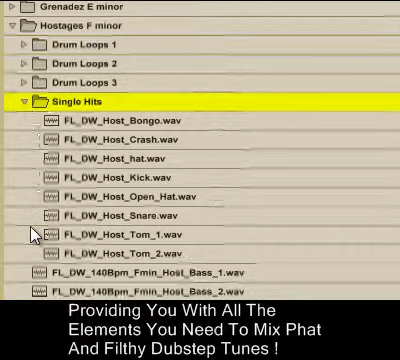 Grenadez E minor
Hostages F minor
Drum Loops 1
Drum Loops 2
Drum Loops 3
Single Hits
FL_DW_Host_Bongo.wav
FL_DW_Host_Crash.wav
FL_DW_Host_hat.wav
FL_DW_Host_Kick.wav
FL_DW_Host_Open_Hat.wav
FL_DW_Host_Snare.wav
FL_DW_Host_Tom_1.wav
FL_DW_Host_Tom_2.wav
FL_DW_140Bpm_Fmin_Host_Bass_1.wav
FL_DW_140Bpm_Fmin_Host_Bass_2.wav
Providing You With All The
Elements You Need To Mix Phat
And Filthy Dubstep Tunes !